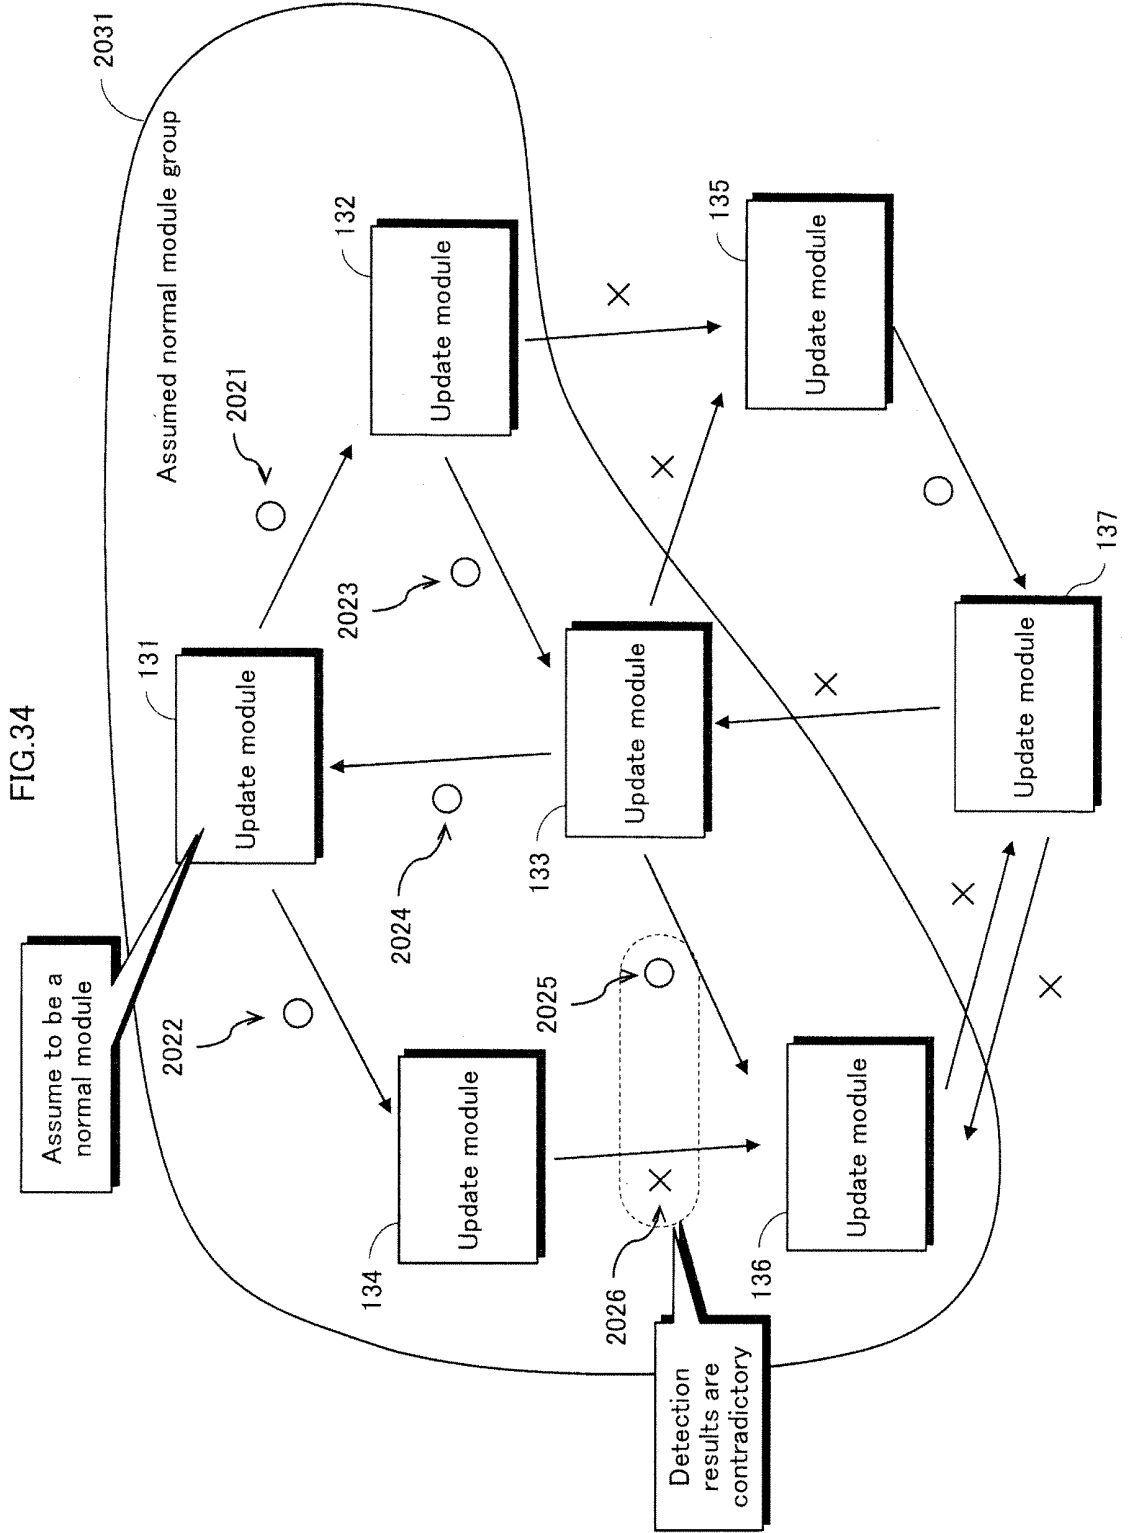 FIG.34
Assume to be a
normal module
2031
Assumed normal module group
131
Update module
2021
2022
132
Update module
2023
2024
133
Update module
134
Update module
2025
2026
Detection
results are
contradictory
135
Update module
136
Update module
137
Update module